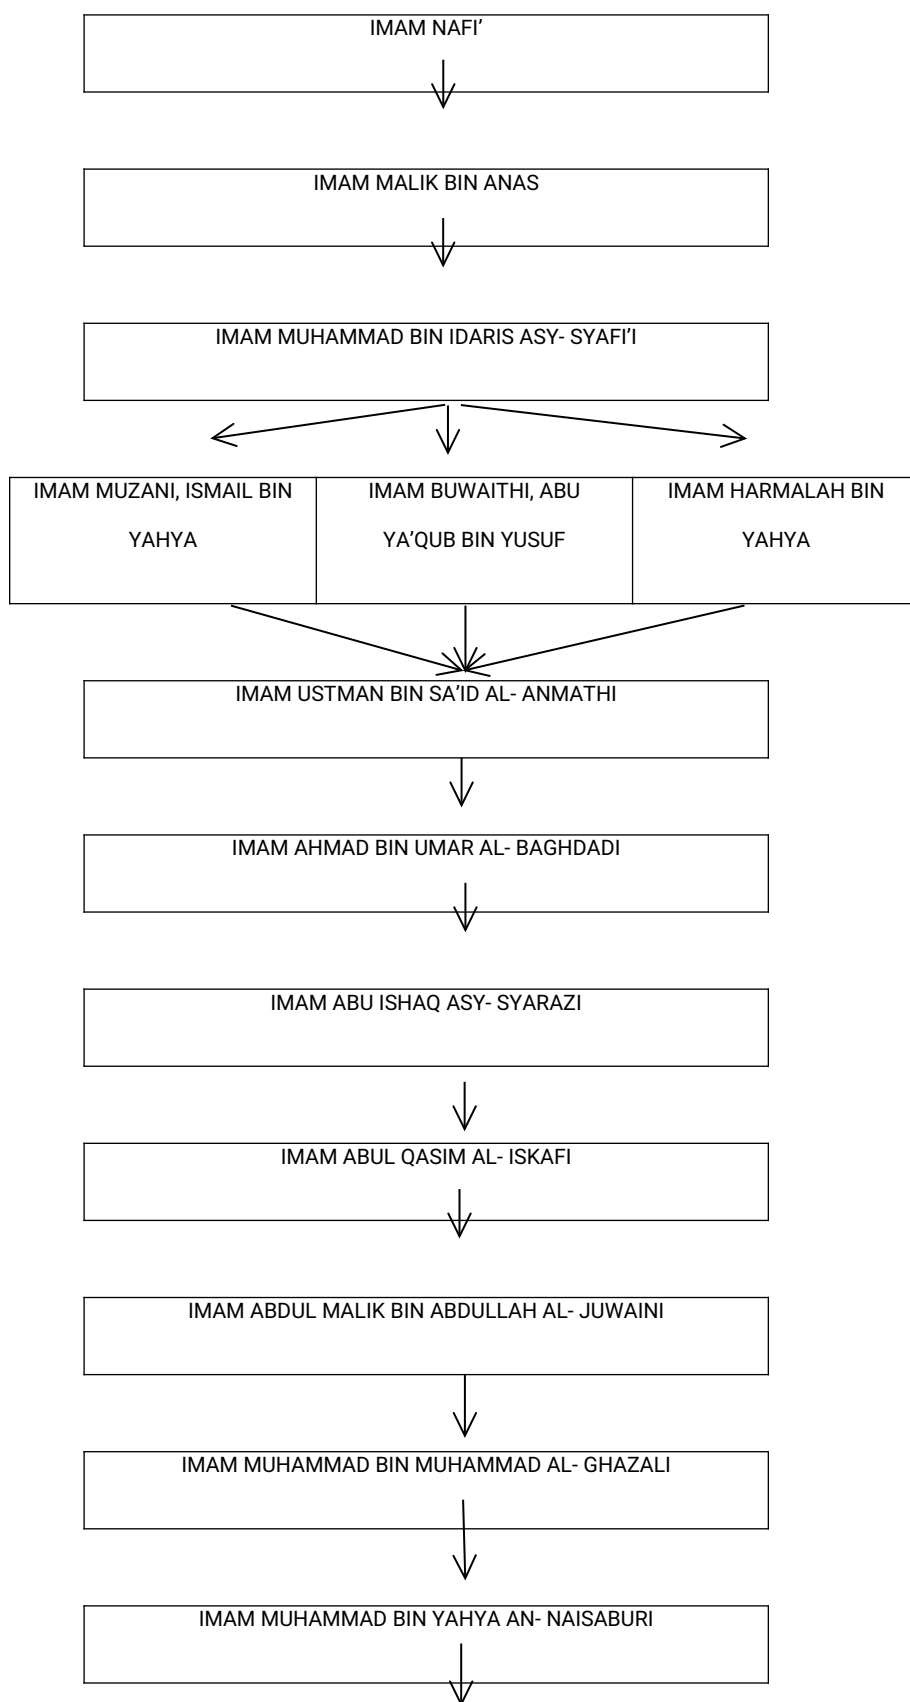 IMAM NAFI’
IMAM MALIK BIN ANAS
IMAM MUHAMMAD BIN IDARIS ASY- SYAFI’I
IMAM MUZANI, ISMAIL BIN
YAHYA
IMAM BUWAITHI, ABU
YA’QUB BIN YUSUF
IMAM HARMALAH BIN
YAHYA
IMAM USTMAN BIN SA’ID AL- ANMATHI
IMAM AHMAD BIN UMAR AL- BAGHDADI
IMAM ABU ISHAQ ASY- SYARAZI
IMAM ABUL QASIM AL- ISKAFI
IMAM ABDUL MALIK BIN ABDULLAH AL- JUWAINI
IMAM MUHAMMAD BIN MUHAMMAD AL- GHAZALI
IMAM MUHAMMAD BIN YAHYA AN- NAISABURI